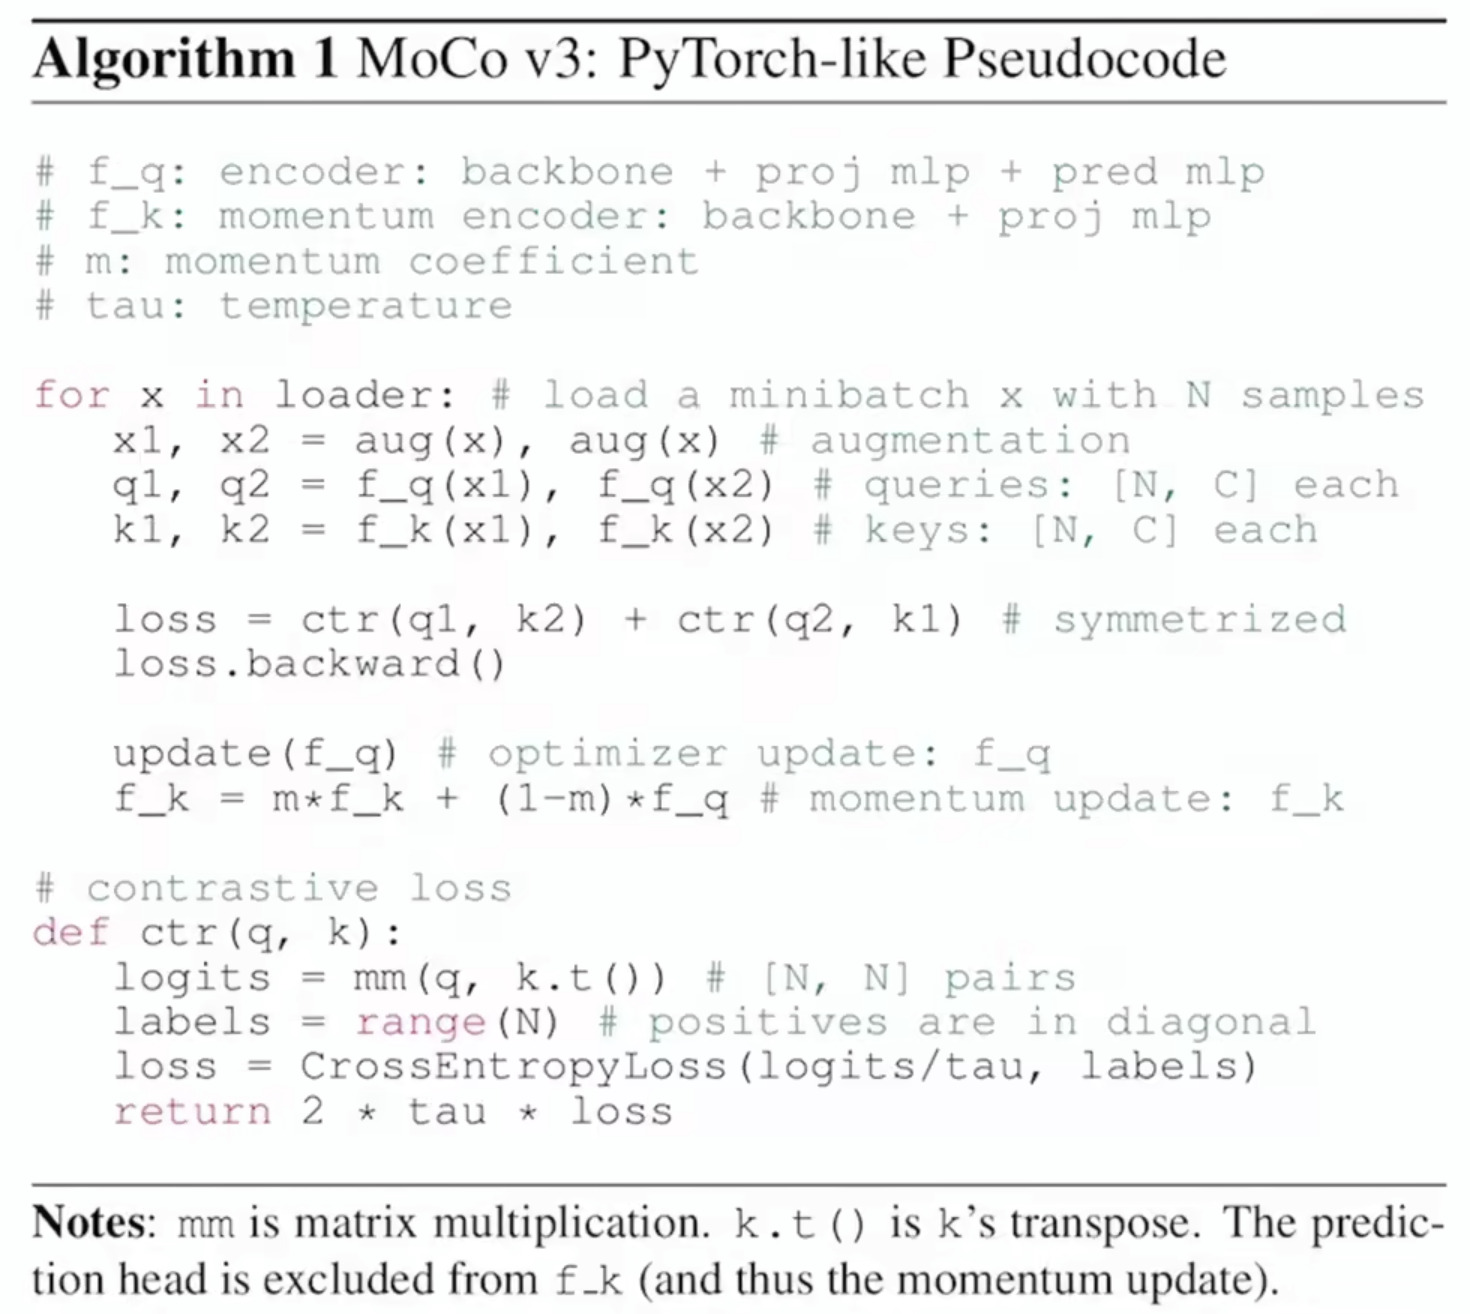 Algorithm 1 MoCo v3: PyTorch-like Pseudocode
# f_q: encoder: backbone + proj mlp + pred mlp
# f_k: momentum encoder: backbone + proj mlp
# m: momentum coefficient
# tau: temperature
for x in loader: # load a minibatch x with N samples
x1, x2 = aug(x), aug(x) # augmentation
q1, q2 = f_q(x1), f_q(x2) # queries: [N, C] each
k1, k2 = f_k(x1), f_k(x2) # keys: [N, C] each
loss = ctr(q1, k2) + ctr(q2, k1) # symmetrized
loss.backward()
update(f_q) # optimizer update: f_q
f_k = m*f_k + (1-m)*f_q # momentum update: f_k
# contrastive loss
def ctr(q, k):
logits = mm(q, k.t()) # [N, N] pairs
labels = range(N) # positives are in diagonal
loss = CrossEntropyLoss(logits/tau, labels)
return 2 * tau * loss
Notes: mm is matrix multiplication. k.t() is k's transpose. The predic-
tion head is excluded from f_k (and thus the momentum update).